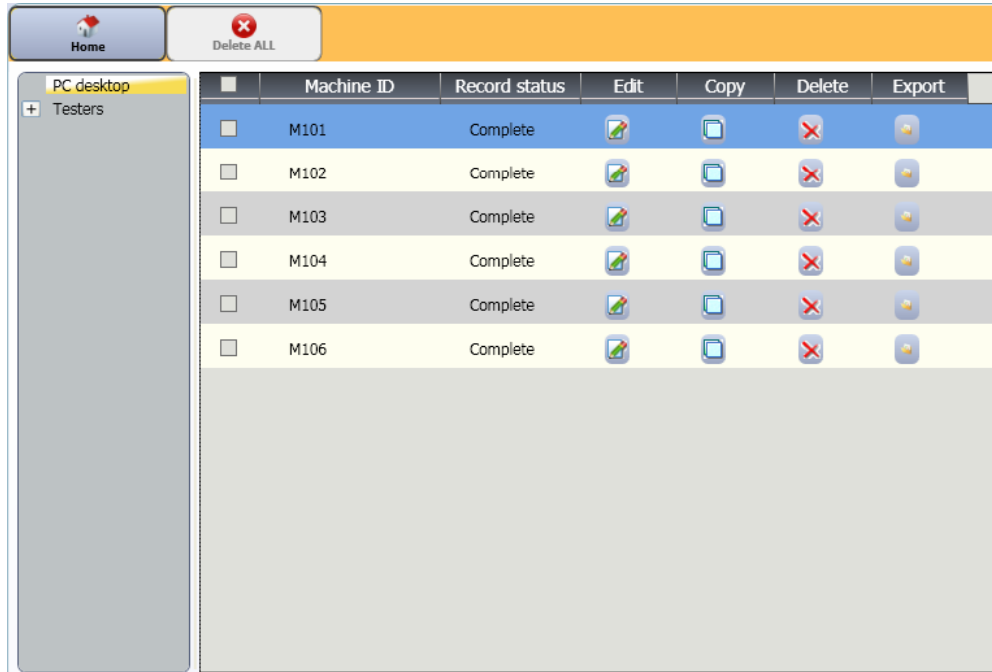 Home
Delete ALL
PC desktop
Testers
Machine ID Record status Edit Copy Delete Export
M101 Complete
M102 Complete
M103 Complete
M104 Complete
M105 Complete
M106 Complete